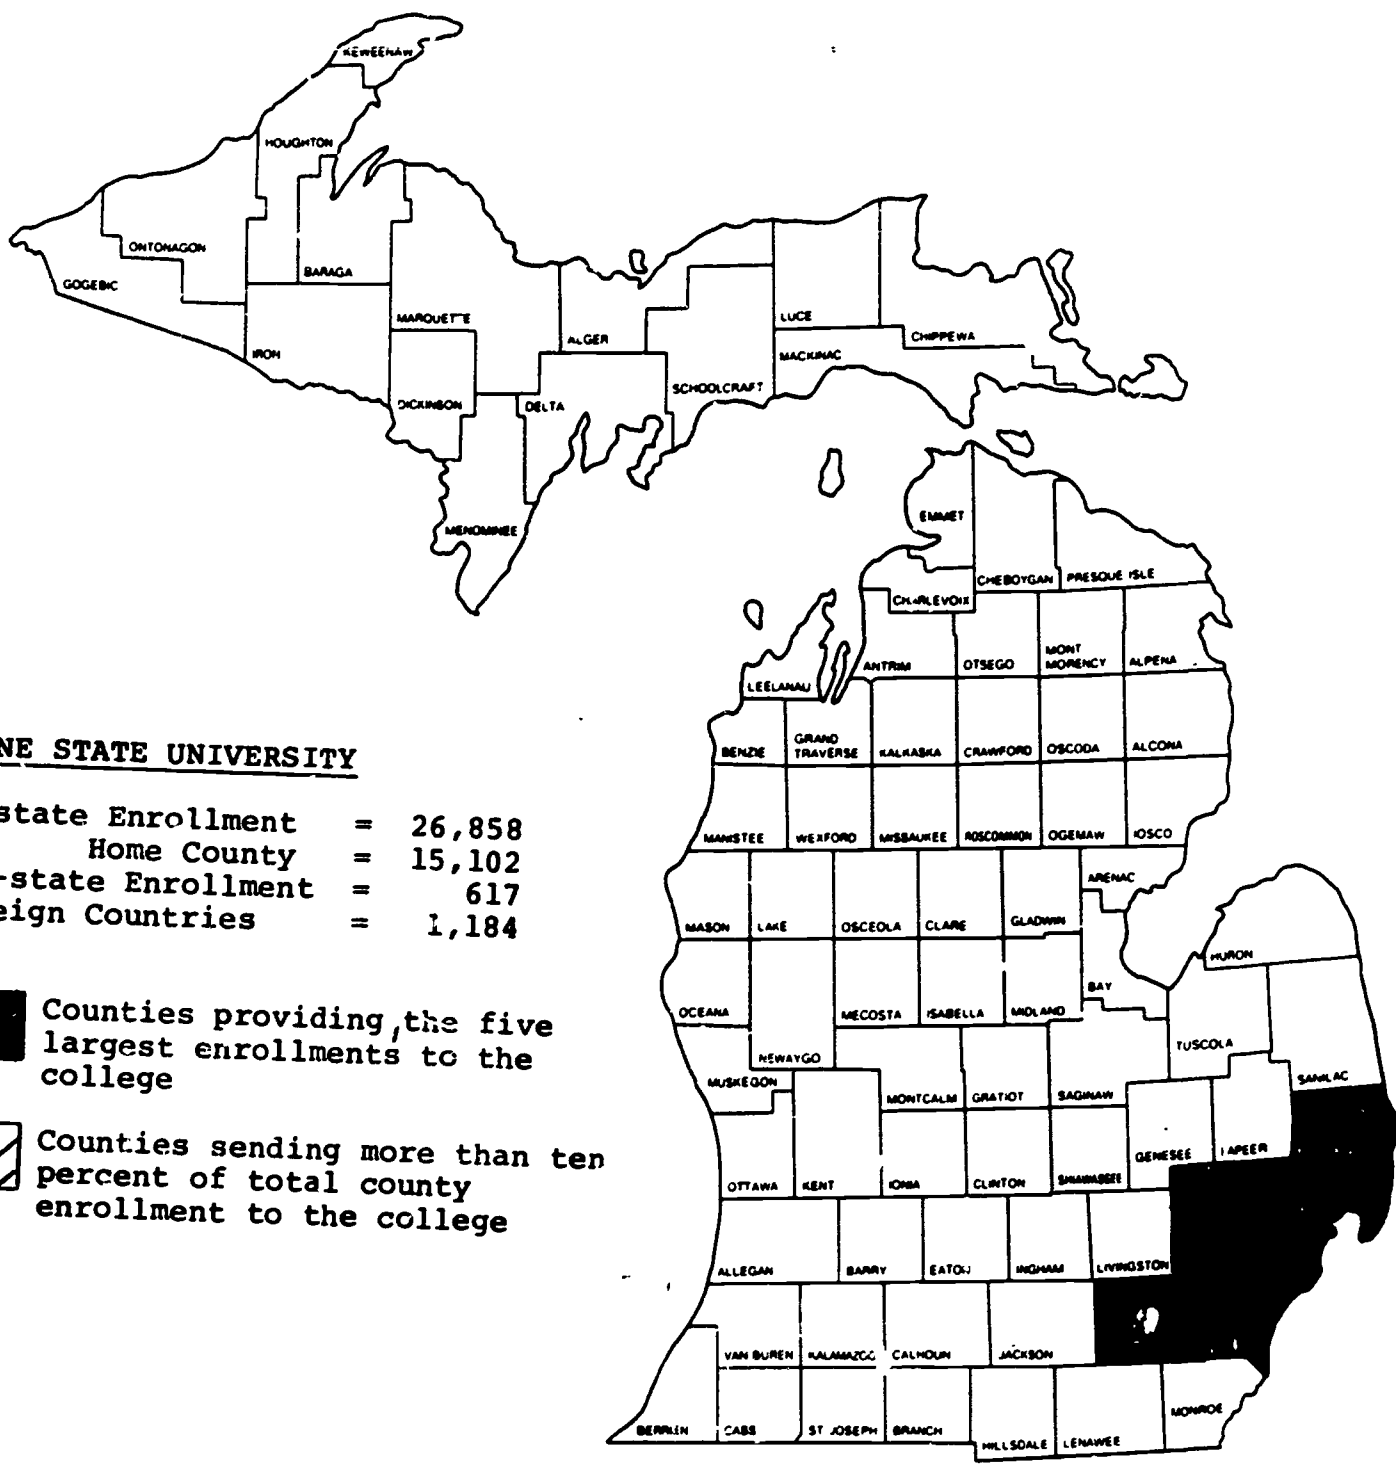 KEWEENAW
HOUGHTON
ONTONAGON
BARAGA
GOGEBIC
MARQUETTE
LUCE
ALGER
CHIPPEWA
IRON
MACKINAC
SCHOOLCRAFT
DICKINSON
DELTA
EMMET
MENOMINEE
CHEBOYGAN
PRESQUE ISLE
CHARLEVOIX
MONT
MORENCY
ANTRIM
OTSEGO
ALPENA
LEELANAU
GRAND
TRAVERSE
BENZIE
KALKASKA
CRAWFORD
OSCODA
ALCONA
NE STATE UNIVERSITY
state Enrollment = 26,858
Home County = 15,102
-state Enrollment = 617
eign Countries = 1,184
MANISTEE
WEXFORD
MISSAUKEE
ROSCOMMON
OGEMAW
IOSCO
ARENAC
MASON
LAKE
OSCEOLA
CLARE
GLADWIN
HURON
BAY
OCEANA
MECOSTA
ISABELLA
MIDLAND
TUSCOLA
NEWAYGO
MUSKEGON
SANILAC
MONTCALM
GRATIOT
SAGINAW
Counties providing the five
largest enrollments to the
college
Counties sending more than ten
percent of total county
enrollment to the college
GENESEE
LAPEER
OTTAWA
KENT
IONIA
CLINTON
SHIAWASSEE
ALLEGAN
BARRY
EATON
INGHAM
LIVINGSTON
VAN BUREN
KALAMAZOO
CALHOUN
JACKSON
MONROE
BERRIEN
CASS
ST JOSEPH
BRANCH
HILLSDALE
LENAWEE